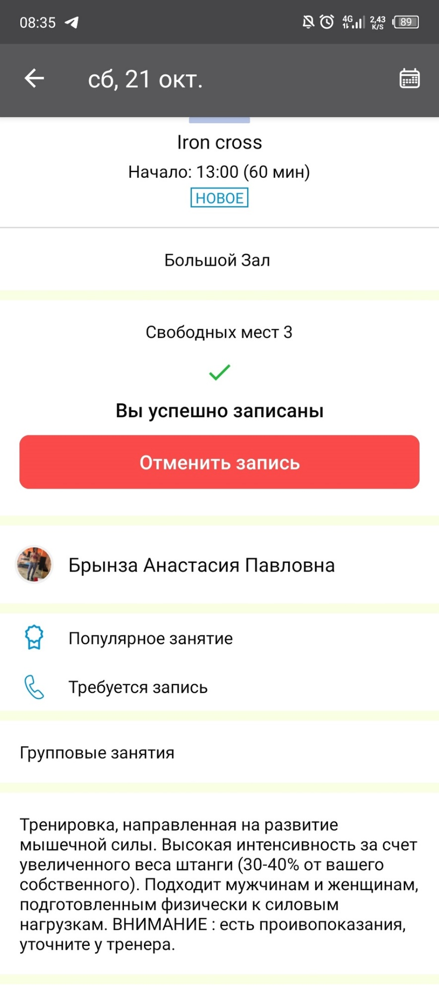 08:35
4G
2,43
K/S
89
сб, 21 окт.
Iron cross
Начало: 13:00 (60 мин)
НОВОЕ
Большой Зал
Свободных мест 3
Вы успешно записаны
Отменить запись
Брынза Анастасия Павловна
Популярное занятие
Требуется запись
Групповые занятия
Тренировка, направленная на развитие
мышечной силы. Высокая интенсивность за счет
увеличенного веса штанги (30-40% от вашего
собственного). Подходит мужчинам и женщинам,
подготовленным физически к силовым
нагрузкам. ВНИМАНИЕ : есть проивопоказания,
уточните у тренера.